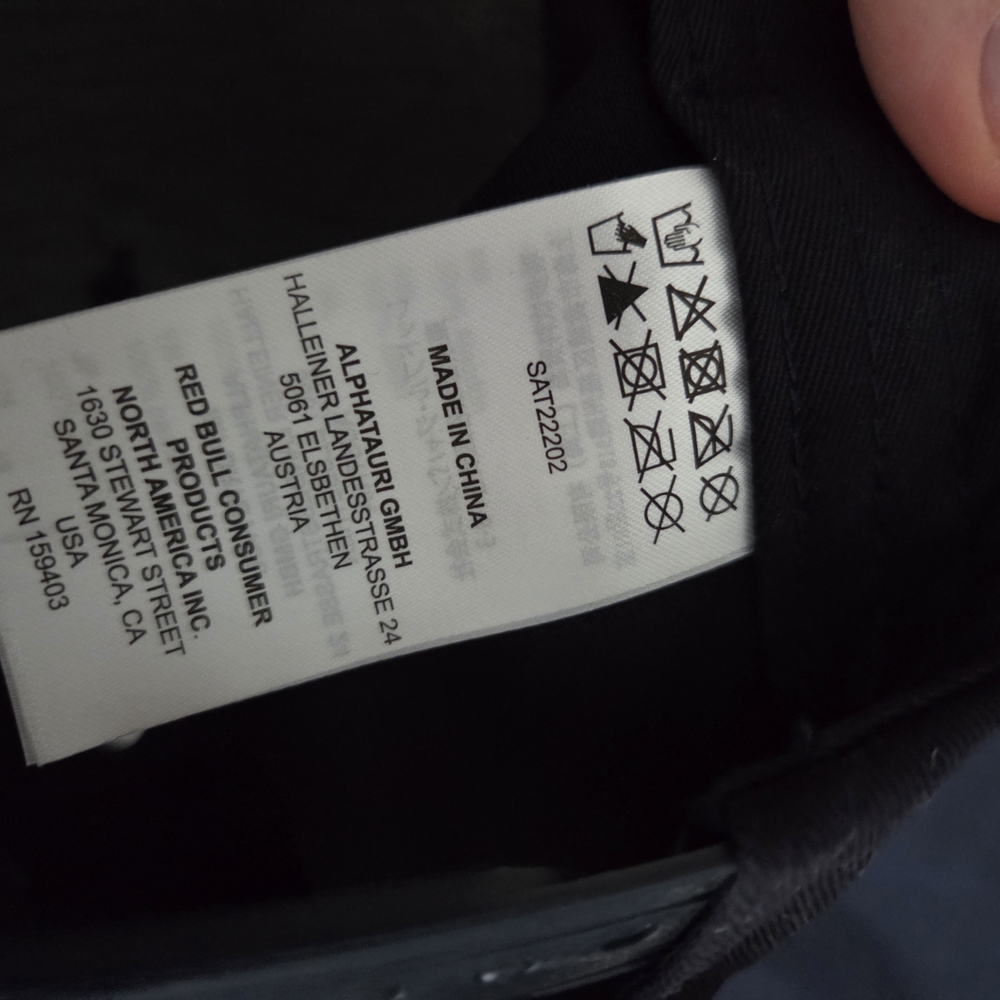 SAT22202
MADE IN CHINA
ALPHATAURI GMBH
HALLEINER LANDESSTRASSE 24
5061 ELSBETHEN
AUSTRIA
RED BULL CONSUMER
PRODUCTS
NORTH AMERICA INC.
1630 STEWART STREET
SANTA MONICA, CA
USA
RN 159403